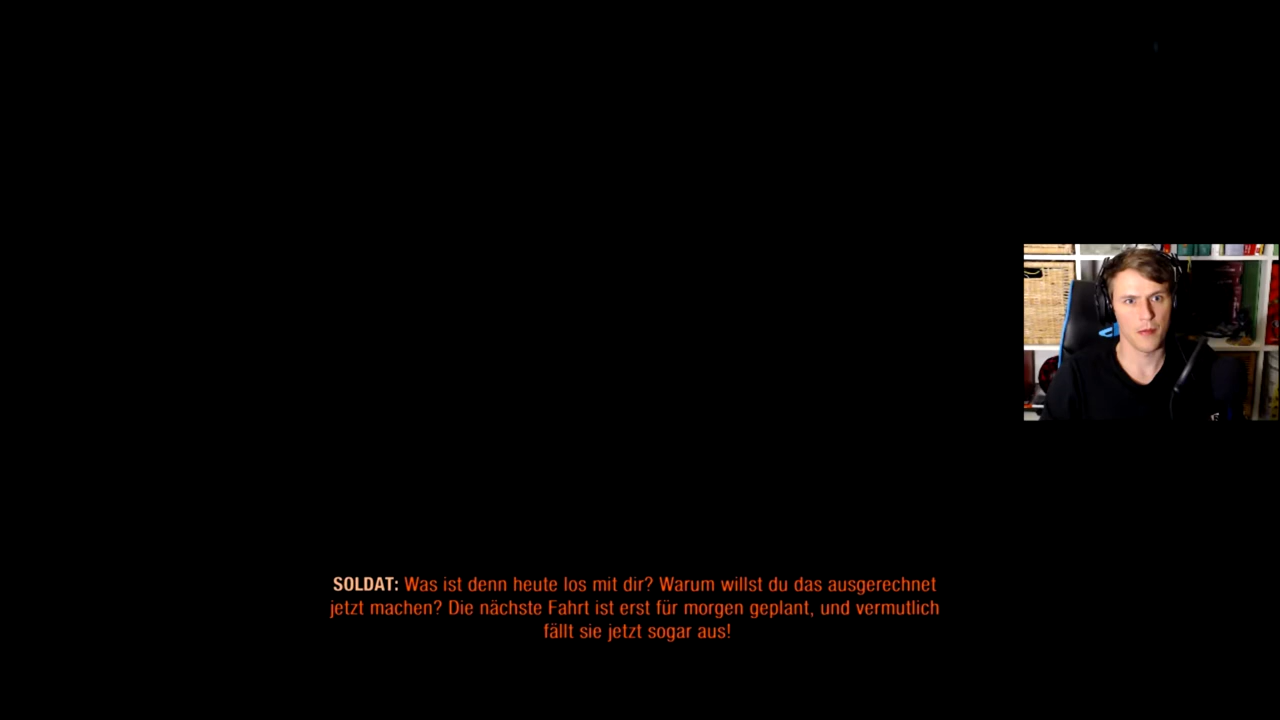 SOLDAT: Was ist denn heute los mit dir? Warum willst du das ausgerechnet
jetzt machen? Die nächste Fahrt ist erst für morgen geplant, und vermutlich
fällt sie jetzt sogar aus!